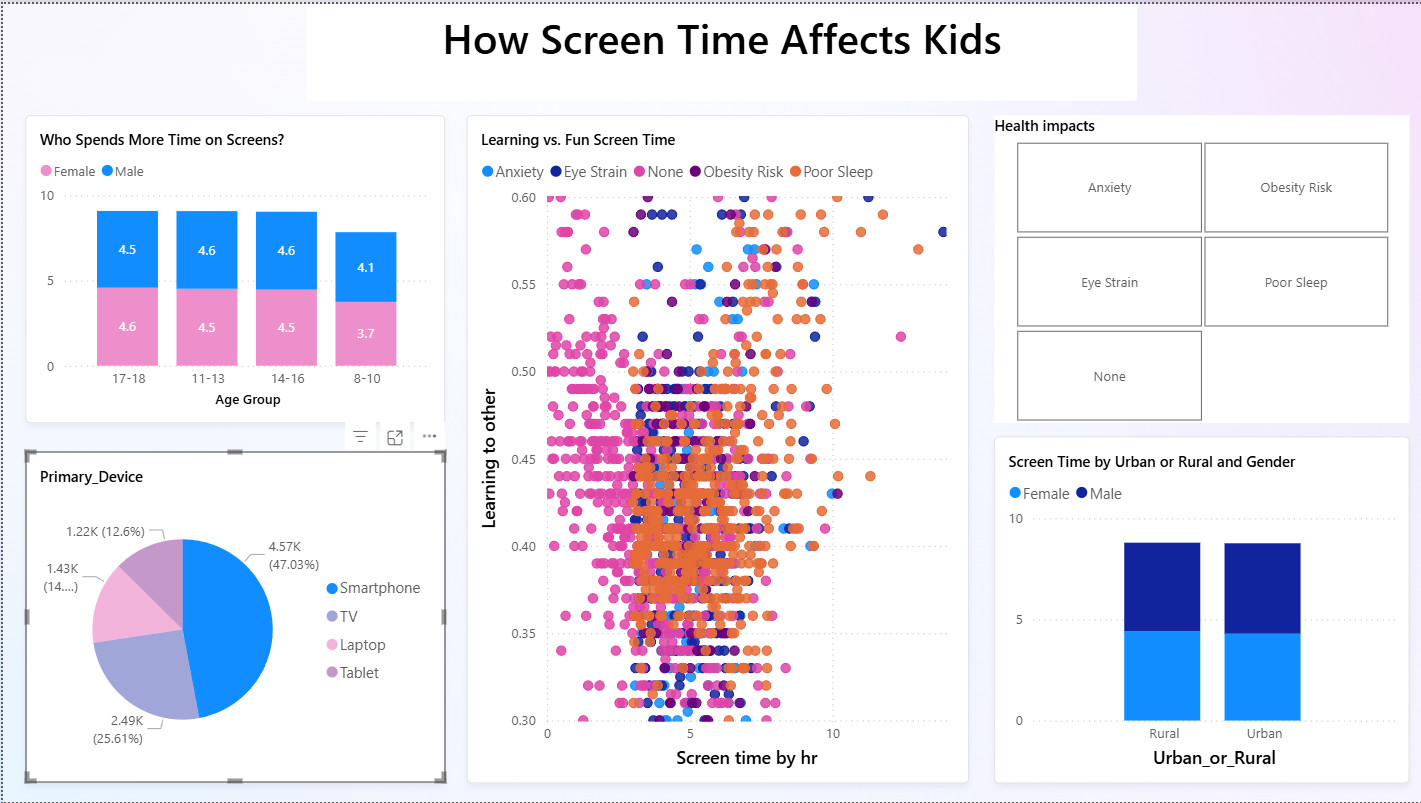 How Screen Time Affects Kids
Who Spends More Time on Screens?
Female Male
10
5
0
4.5
4.6
4.6
4.1
4.6
4.5
4.5
3.7
17-18
11-13
14-16
8-10
Age Group
Primary_Device
1.22K (12.6%)
4.57K
(47.03%)
1.43K
(14....)
2.49K
(25.61%)
Smartphone
TV
Laptop
Tablet
Learning vs. Fun Screen Time
Anxiety Eye Strain None Obesity Risk Poor Sleep
Learning to other
0.60
0.55
0.50
0.45
0.40
0.35
0.30
0
5
10
Screen time by hr
Health impacts
Anxiety
Obesity Risk
Eye Strain
Poor Sleep
None
Screen Time by Urban or Rural and Gender
Female Male
10
5
0
Rural
Urban
Urban_or_Rural